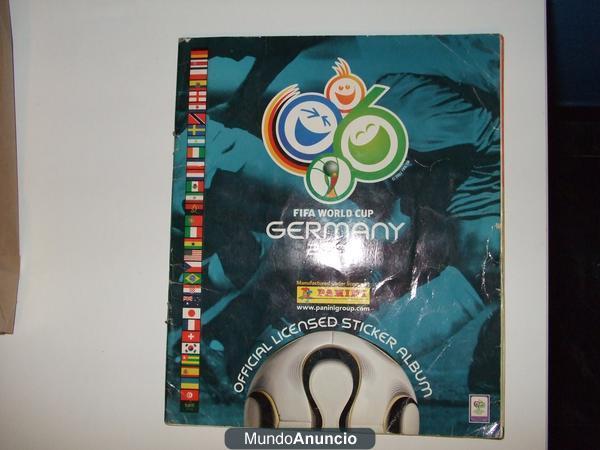 FIFA WORLD CUP
GERMANY
Manufactured under license by
PANINI
www.paninigroup.com
OFFICIAL LICENSED STICKER ALBUM
MundoAnuncio